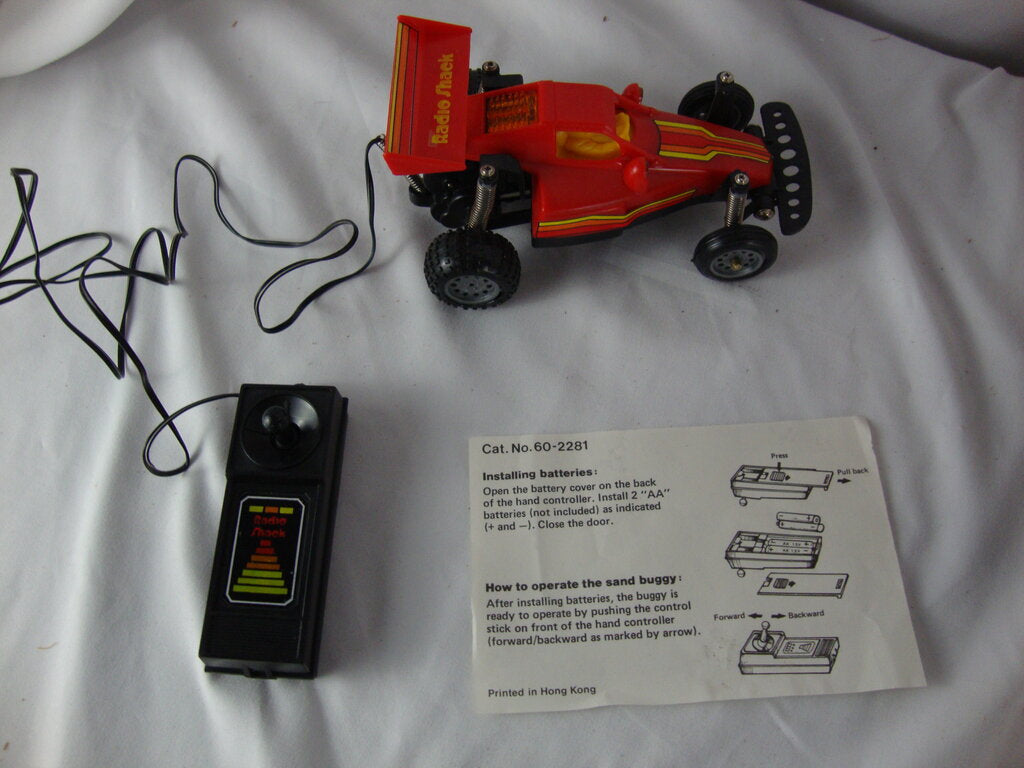 Radio Shack
Radio
Shack
Cat. No. 60-2281
Installing batteries:
Open the battery cover on the back
of the hand controller. Install 2 "AA"
batteries (not included) as indicated
(+ and −). Close the door.
Press
Pull back
How to operate the sand buggy:
After installing batteries, the buggy is
ready to operate by pushing the control
stick on front of the hand controller
(forward/backward as marked by arrow).
Forward Backward
Printed in Hong Kong